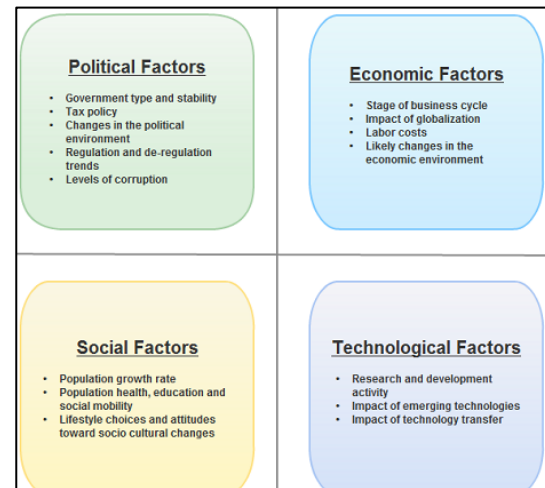 Political Factors
• Government type and stability
• Tax policy
• Changes in the political
environment
• Regulation and de-regulation
trends
• Levels of corruption
Economic Factors
• Stage of business cycle
• Impact of globalization
• Labor costs
• Likely changes in the
economic environment
Social Factors
• Population growth rate
• Population health, education and
social mobility
• Lifestyle choices and attitudes
toward socio cultural changes
Technological Factors
• Research and development
activity
• Impact of emerging technologies
• Impact of technology transfer